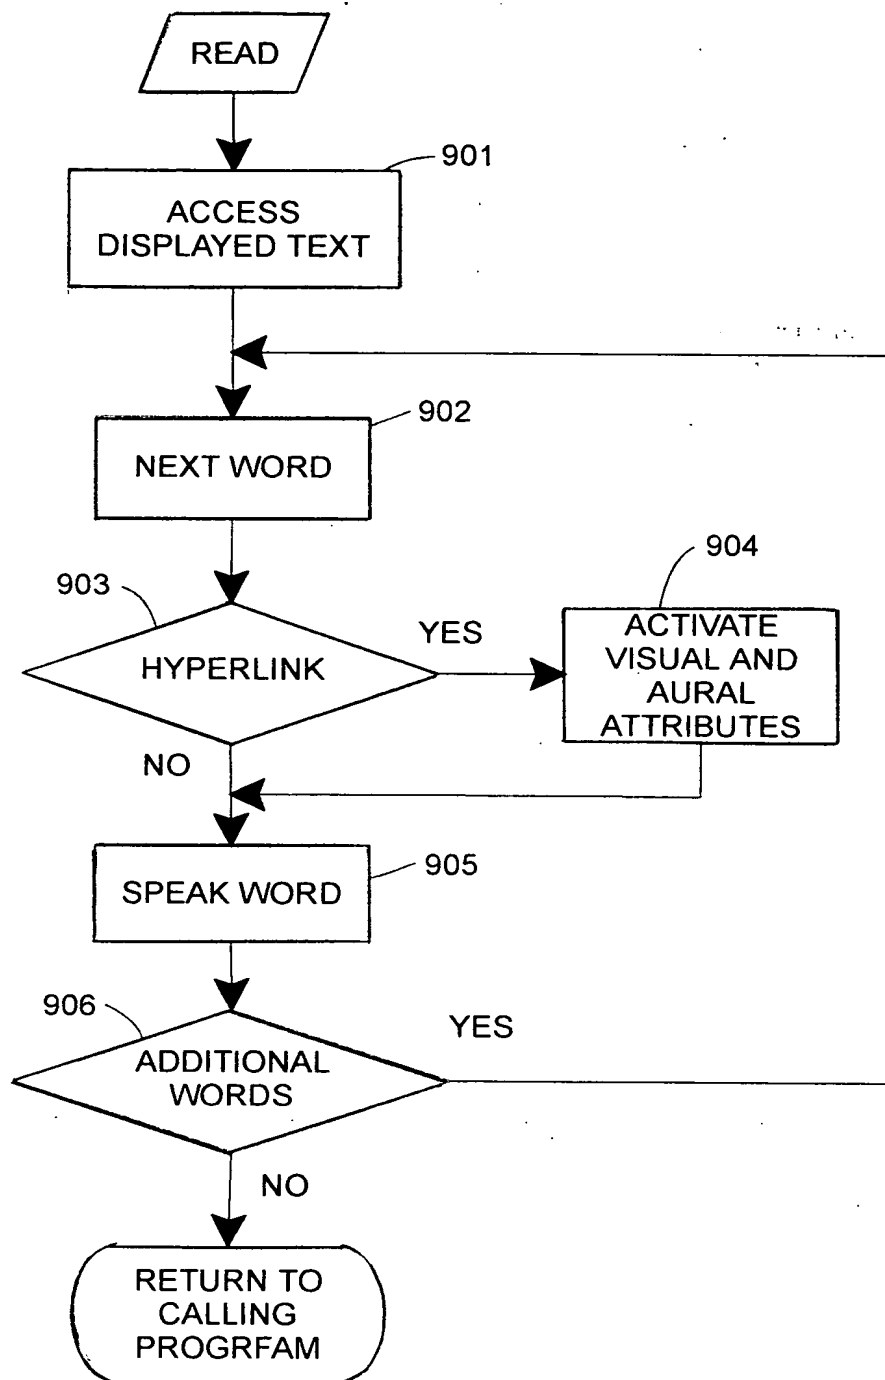 READ
901
ACCESS
DISPLAYED TEXT
902
NEXT WORD
903
HYPERLINK
YES
904
ACTIVATE
VISUAL AND
AURAL
ATTRIBUTES
NO
905
SPEAK WORD
906
ADDITIONAL
WORDS
YES
NO
RETURN TO
CALLING
PROGRFAM